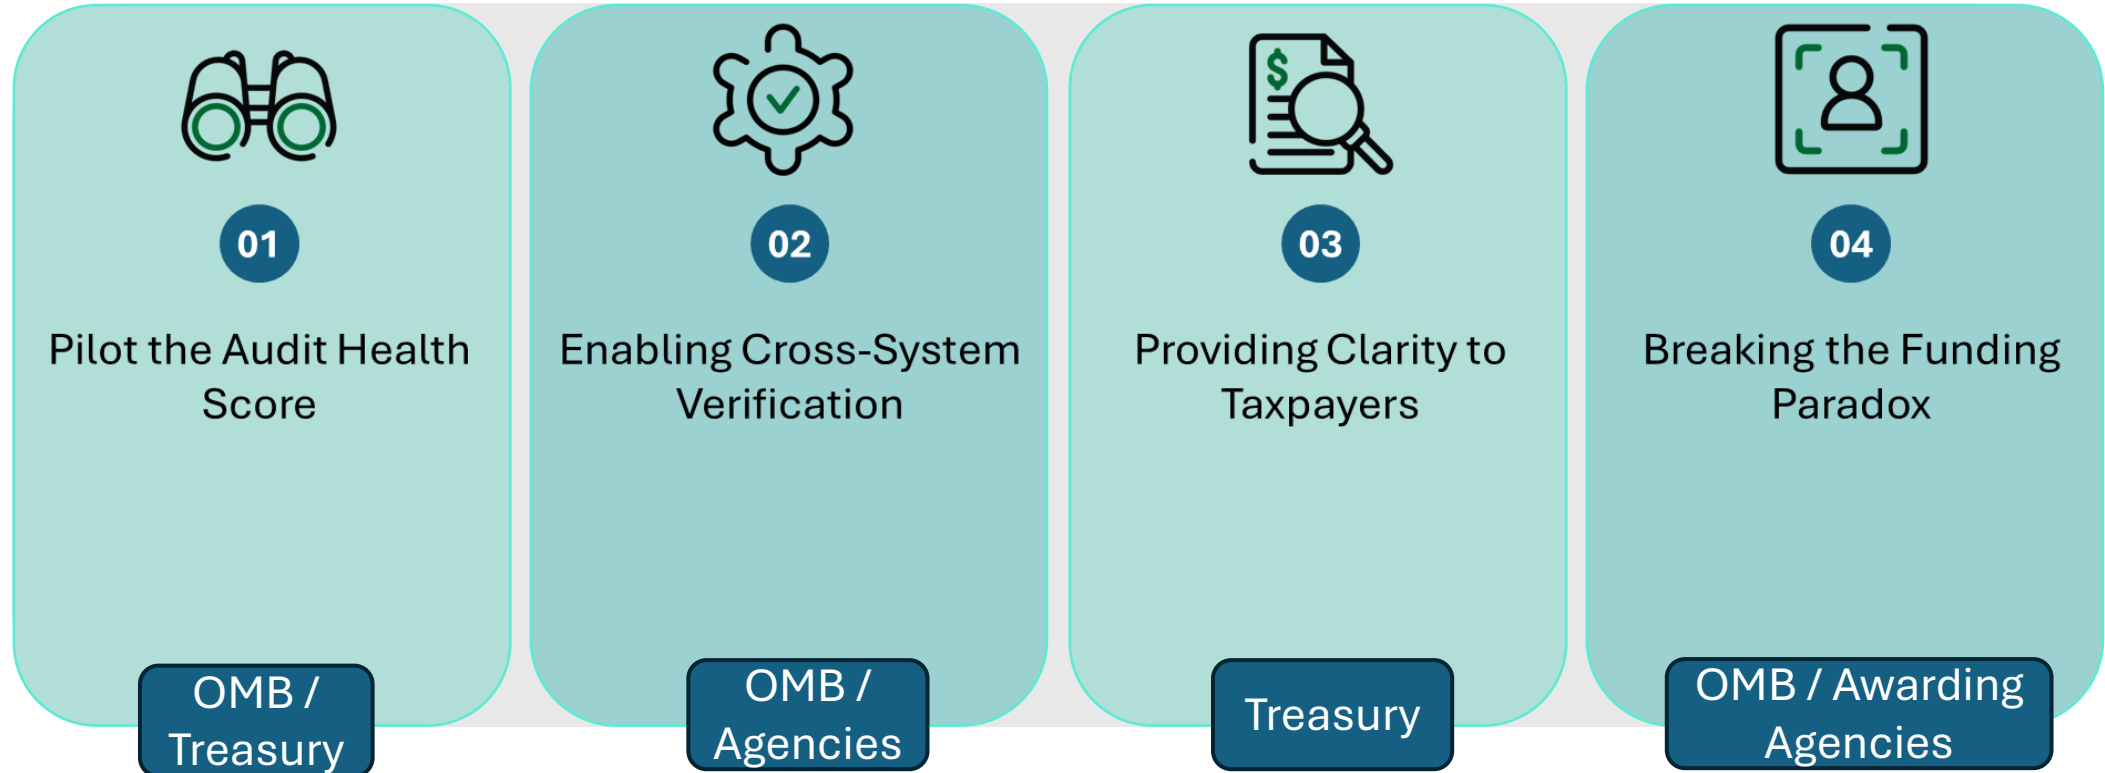 $
01
Pilot the Audit Health
Score
OMB /
Treasury
02
Enabling Cross-System
Verification
OMB /
Agencies
03
Providing Clarity to
Taxpayers
Treasury
04
Breaking the Funding
Paradox
OMB / Awarding
Agencies